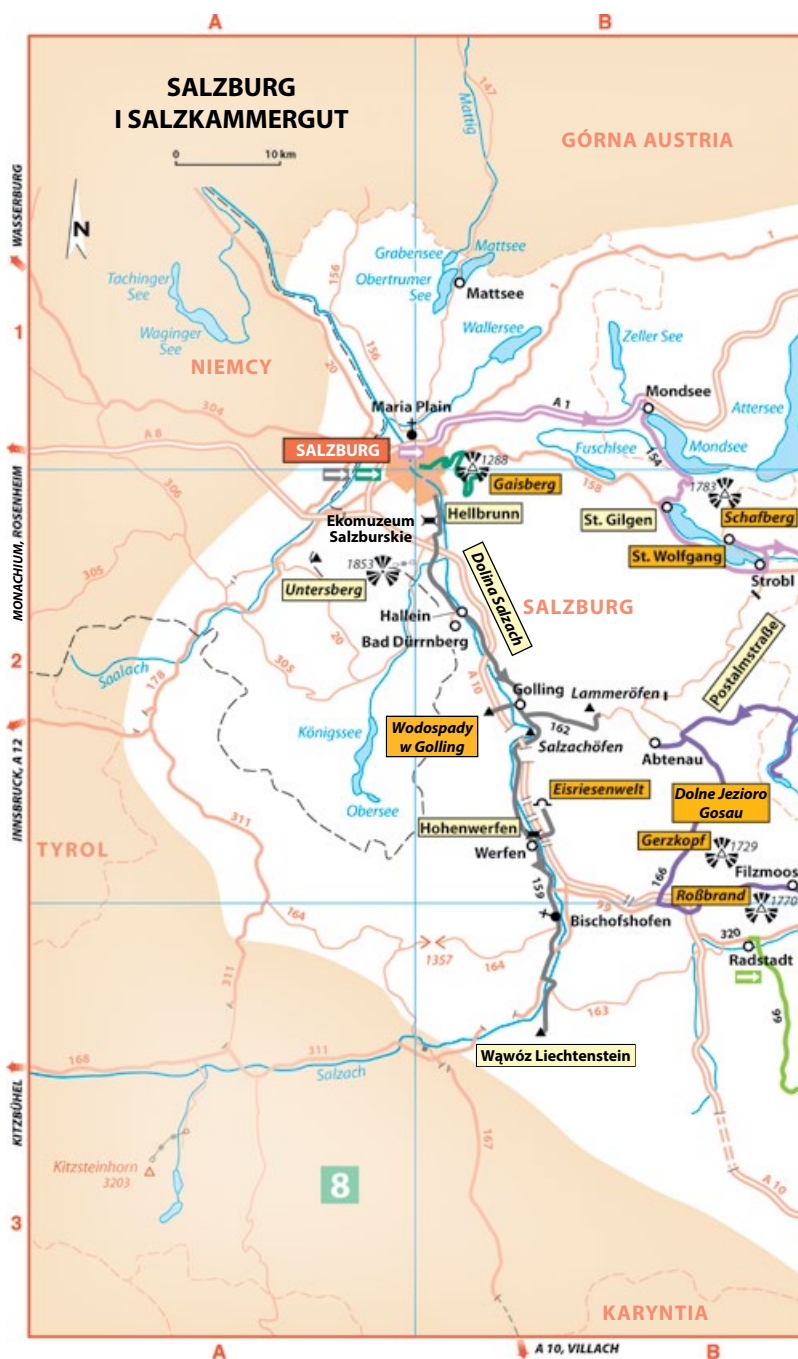 A
B
SALZBURG
I SALZKAMMERGUT
0
10 km
N
147
Mattig
GÓRNA AUSTRIA
WASSERBURG
1
Grabensee
Mattsee
Obertrumer
See
Mattsee
156
Tachinger
See
Waginger
See
1
Wallersee
Zeller See
1
NIEMCY
20
156
Maria Plain
A 1
Mondsee
Attersee
304
A 8
SALZBURG
1288
Gaisberg
Fuschlsee
158
154
Mondsee
1783
Schafberg
306
MONACHIUM, ROSENHEIM
Ekomuzeum
Salzburskie
Hellbrunn
St. Gilgen
St. Wolfgang
Strobl
305
1853
Untersberg
Dolina Salzach
SALZBURG
Hallein
Bad Dürrnberg
20
305
2
Saalach
178
A 10
Golling
Lammeröfen
Postalmstraße
Wodospady
w Golling
162
Salzachöfen
Abtenau
Königssee
Obersee
INNSBRUCK, A 12
Eisriesenwelt
Dolne Jezioro
Gosau
311
Hohenwerfen
Gerzkopf
1729
TYROL
Werfen
Filzmoos
159
166
99
Roßbrand
1770
164
Bischofshofen
320
Radstadt
1357
164
311
163
99
Wąwóz Liechtenstein
168
311
Salzach
KITZBÜHEL
167
Kitzsteinhorn
3203
8
A 10
3
KARYNTIA
A
A 10, VILLACH
B